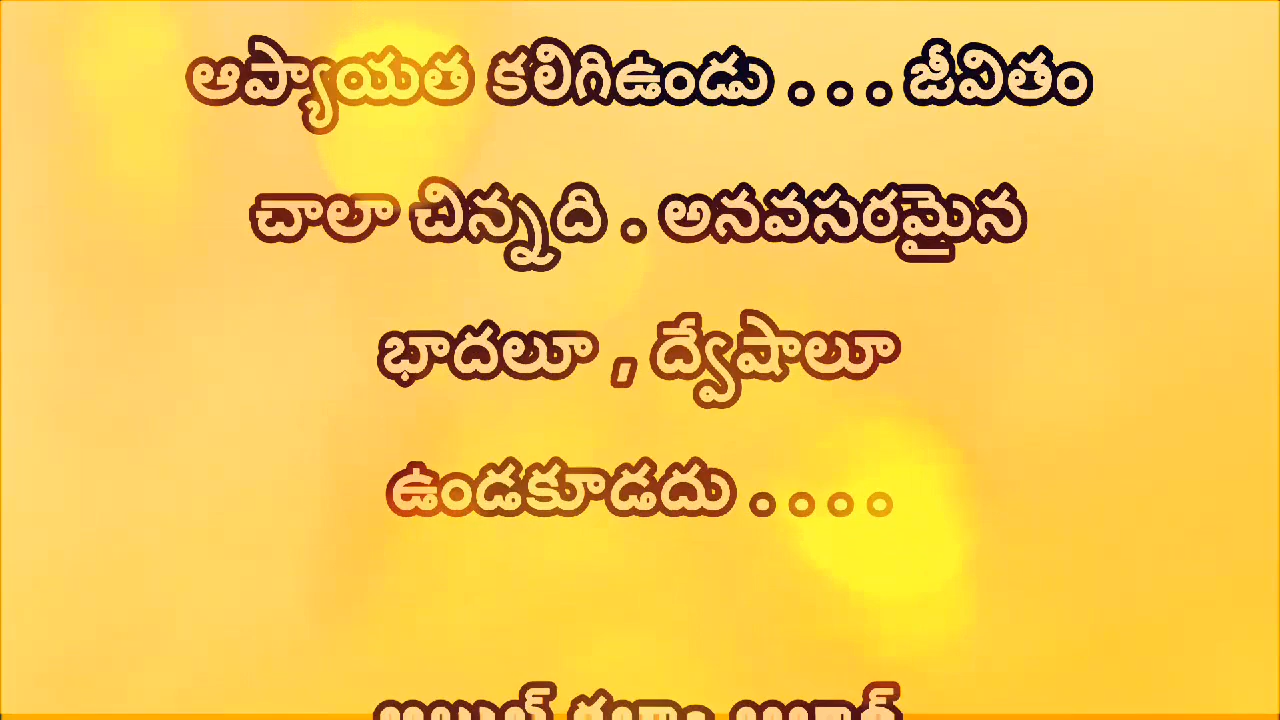 ఆప్యాయత కలిగిఉండు . . . జీవితం
చాలా చిన్నది . అనవసరమైన
భాదలూ , ద్వేషాలూ
ఉండకూడదు . . . .